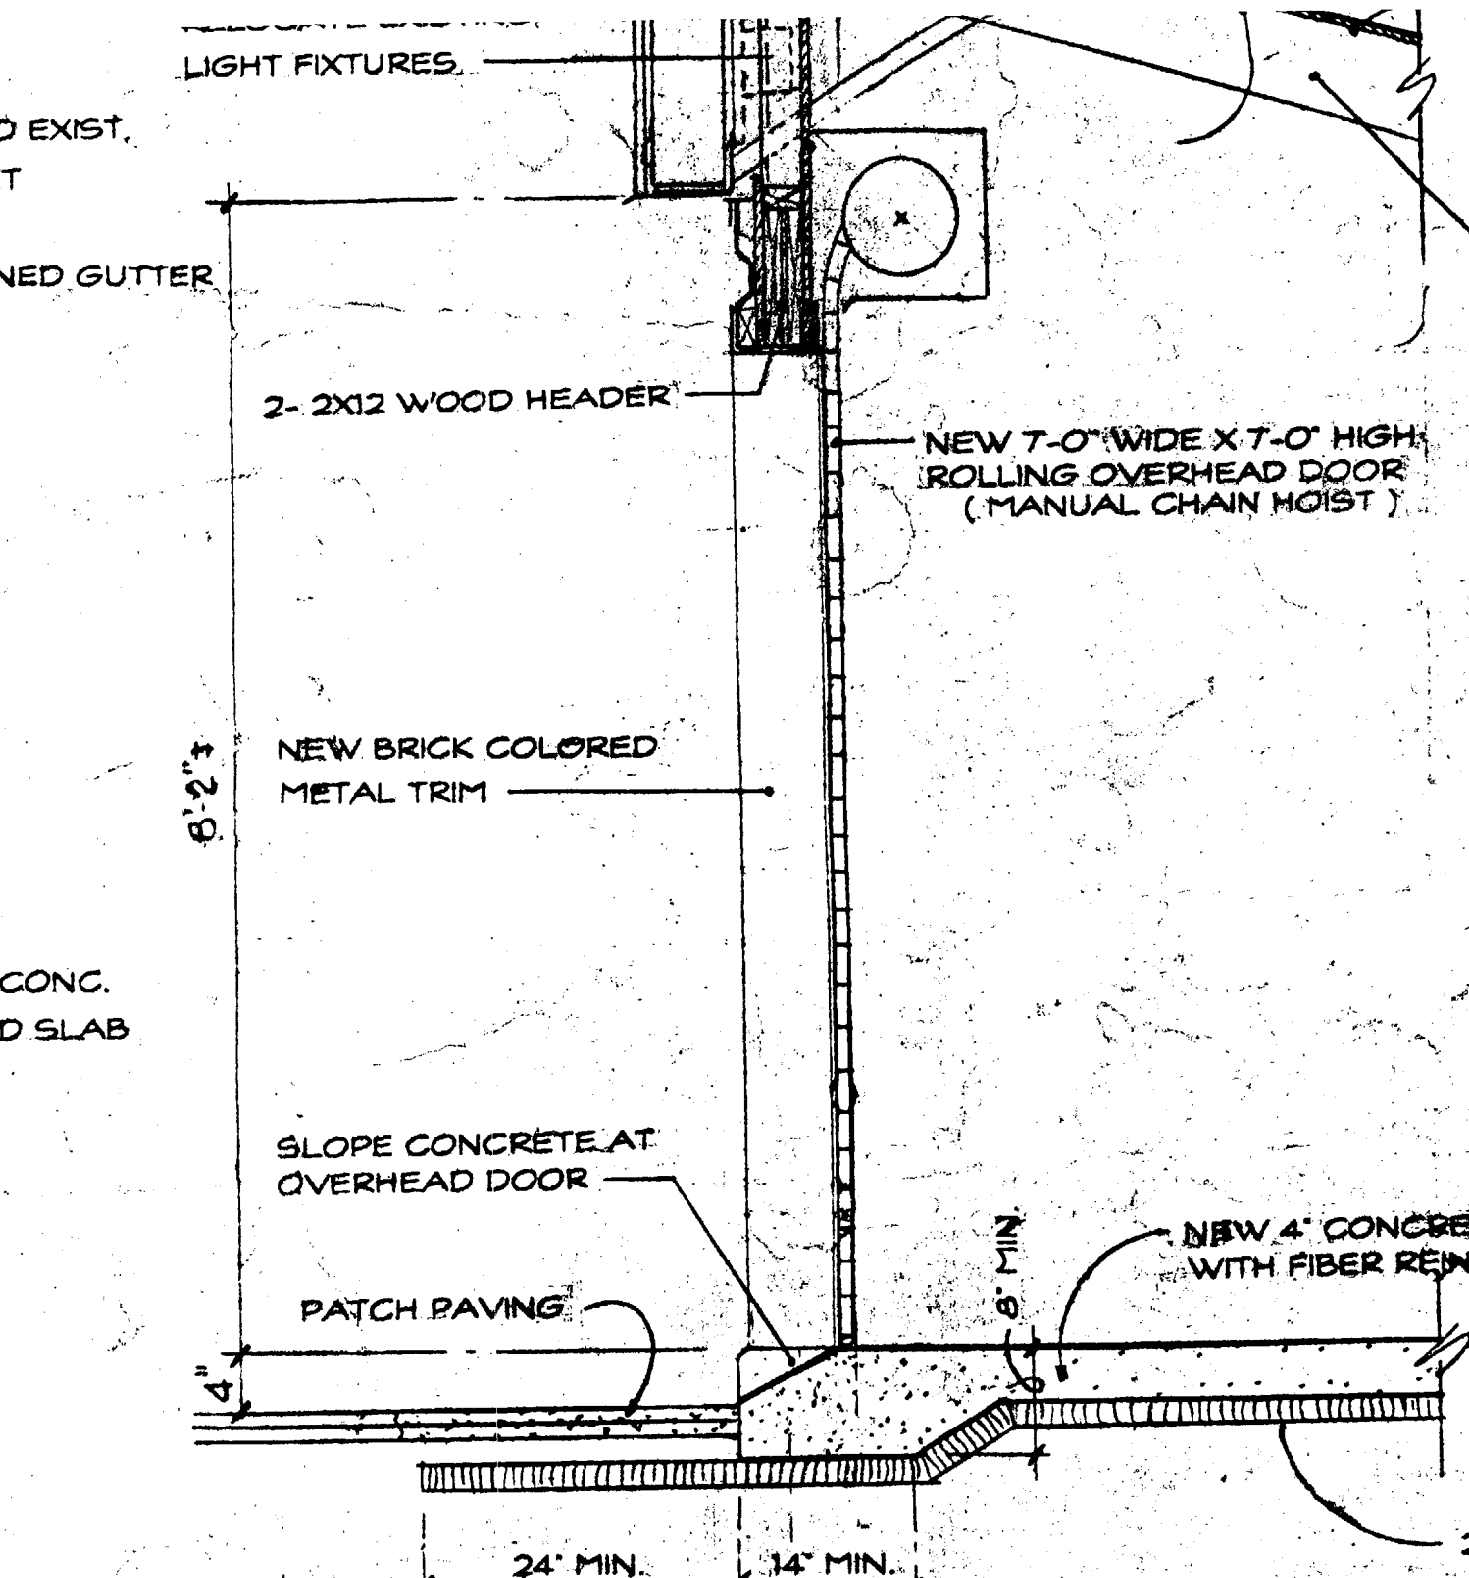 LIGHT FIXTURES
EXIST.
T
NED GUTTER
2- 2X12 WOOD HEADER
NEW 7-0" WIDE X 7-0" HIGH
ROLLING OVERHEAD DOOR
( MANUAL CHAIN HOIST )
8'-2"±
NEW BRICK COLORED
METAL TRIM
CONC.
D SLAB
SLOPE CONCRETE AT
OVERHEAD DOOR
8" MIN.
NEW 4" CONCRE
WITH FIBER REIN
PATCH PAVING
4"
24" MIN.
14" MIN.